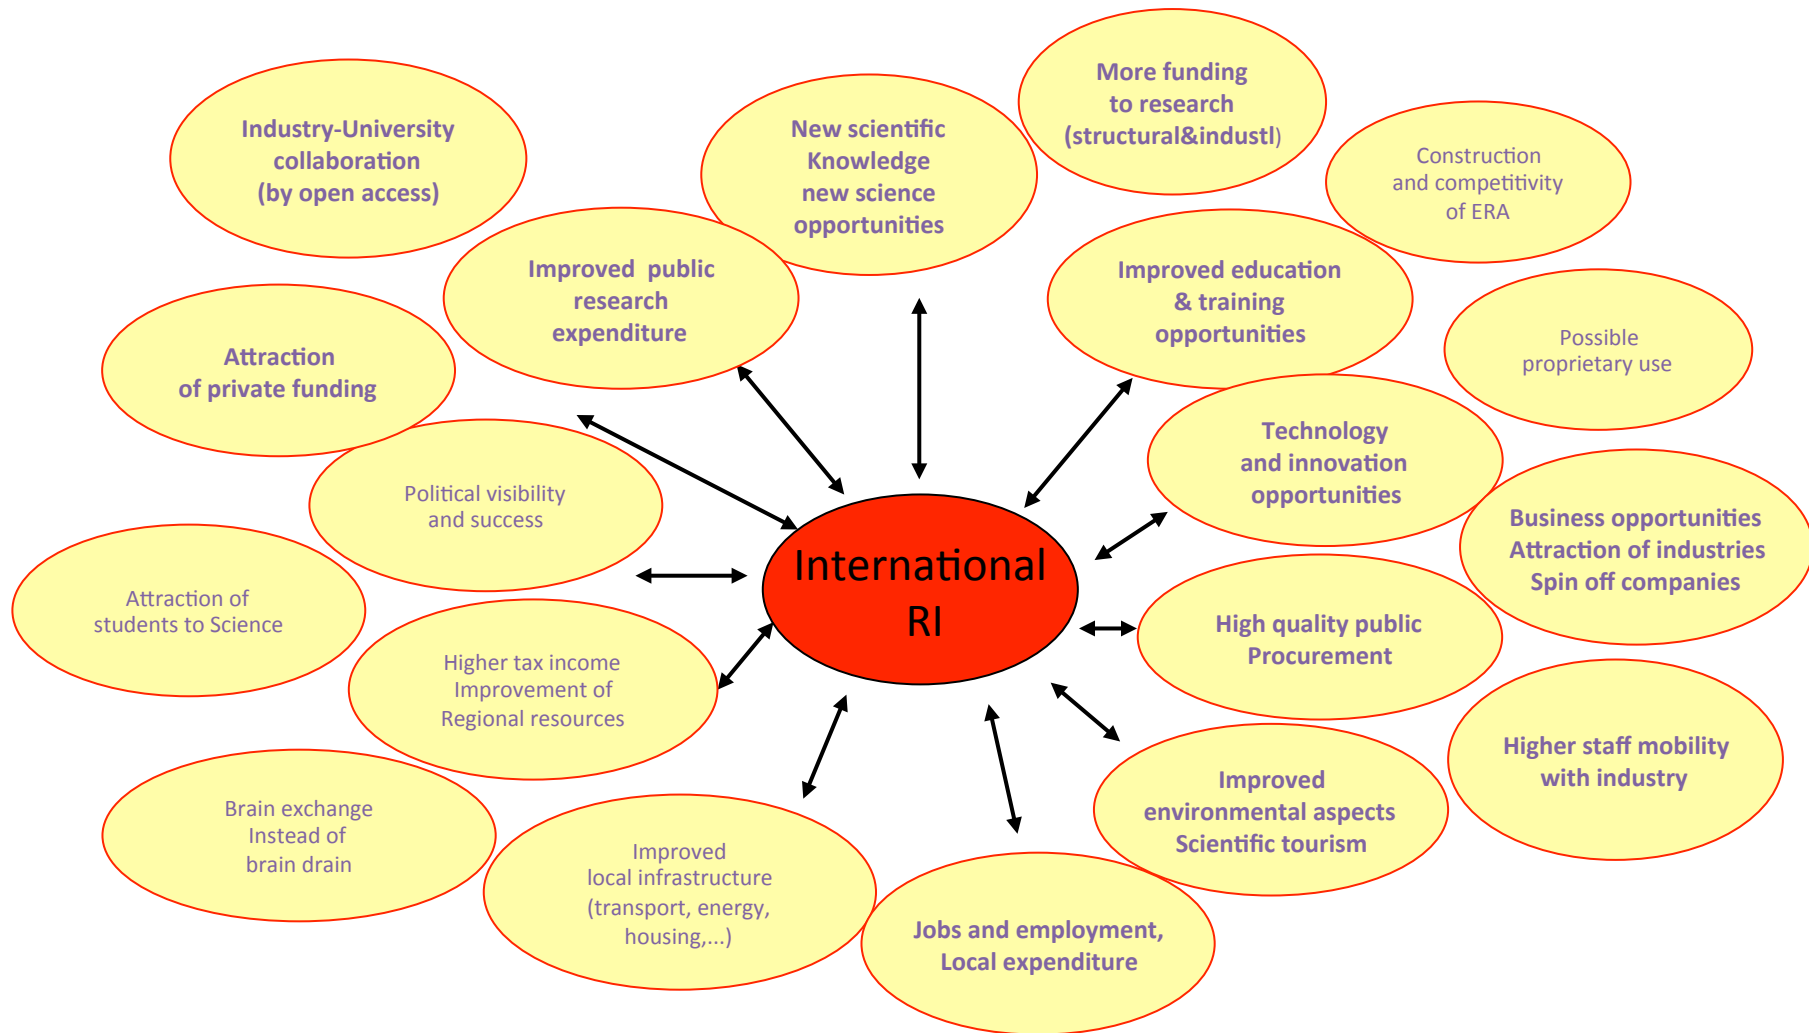 More funding
to research
(structural&industl)
Industry-University
collaboration
(by open access)
New scientific
Knowledge
new science
opportunities
Construction
and competitivity
of ERA
Improved public
research
expenditure
Improved education
& training
opportunities
Attraction
of private funding
Possible
proprietary use
Political visibility
and success
Technology
and innovation
opportunities
Business opportunities
Attraction of industries
Spin off companies
International
RI
Attraction of
students to Science
High quality public
Procurement
Higher tax income
Improvement of
Regional resources
Higher staff mobility
with industry
Improved
environmental aspects
Scientific tourism
Brain exchange
Instead of
brain drain
Improved
local infrastructure
(transport, energy,
housing,...)
Jobs and employment,
Local expenditure